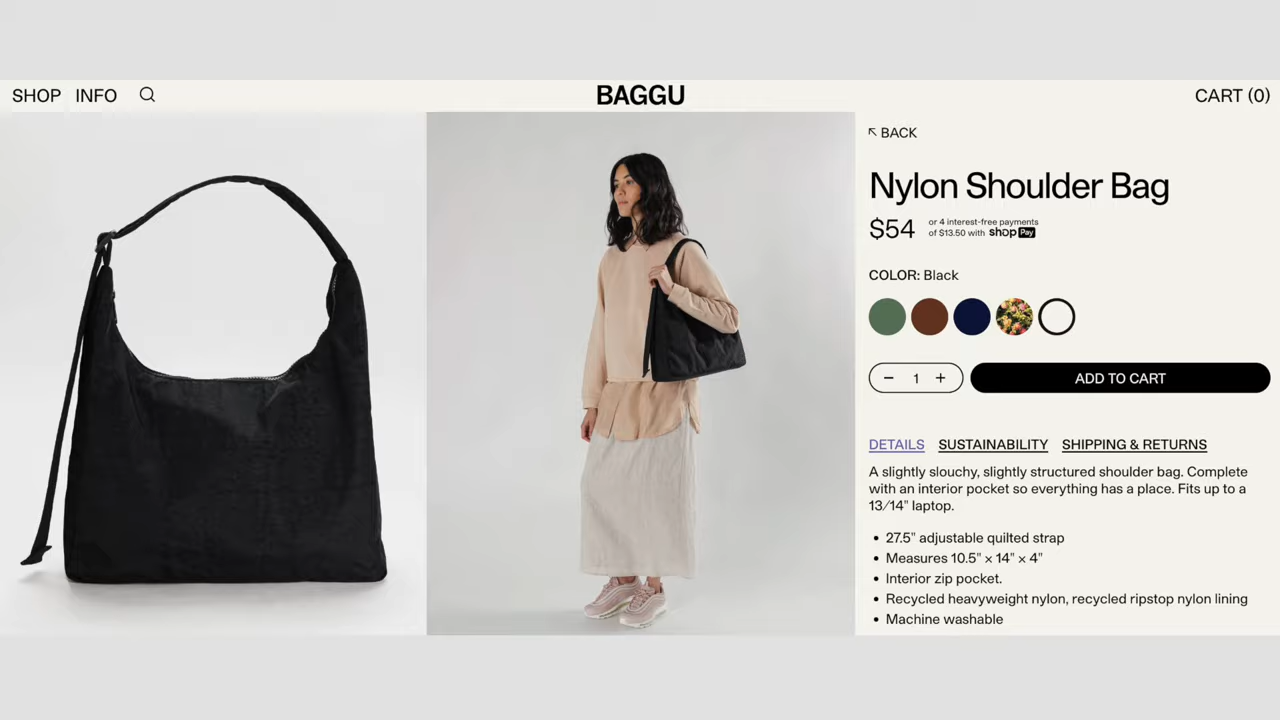 SHOP INFO
BAGGU
CART (0)
BACK
Nylon Shoulder Bag
$54
or 4 interest-free payments
of $13.50 with shop Pay
COLOR: Black
− 1 +
ADD TO CART
DETAILS SUSTAINABILITY SHIPPING & RETURNS
A slightly slouchy, slightly structured shoulder bag. Complete
with an interior pocket so everything has a place. Fits up to a
13/14" laptop.
• 27.5" adjustable quilted strap
• Measures 10.5" × 14" × 4"
• Interior zip pocket.
• Recycled heavyweight nylon, recycled ripstop nylon lining
• Machine washable